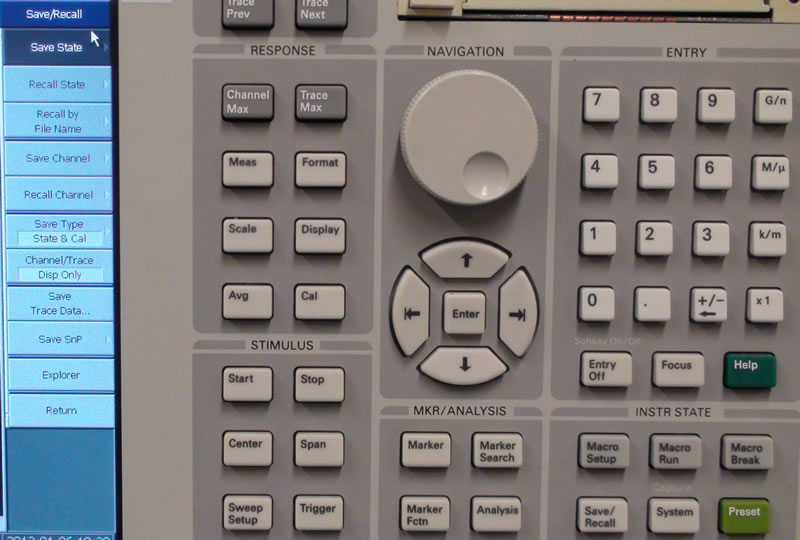 Save/Recall
Save State
Recall State
Recall by
File Name
Save Channel
Recall Channel
Save Type
State & Cal
Channel/Trace
Disp Only
Save
Trace Data...
Save SnP
Explorer
Return
Trace
Prev
Trace
Next
RESPONSE
Channel
Max
Trace
Max
Meas
Format
Scale
Display
Avg
Cal
STIMULUS
Start
Stop
Center
Span
Sweep
Setup
Trigger
NAVIGATION
Enter
MKR/ANALYSIS
Marker
Marker
Search
Marker
Fctn
Analysis
ENTRY
7
8
9
G/n
4
5
6
M/µ
1
2
3
k/m
0
.
+/-
x1
Softkey On/Off
Entry
Off
Focus
Help
INSTR STATE
Macro
Setup
Macro
Run
Macro
Break
Capture
Save/
Recall
System
Preset